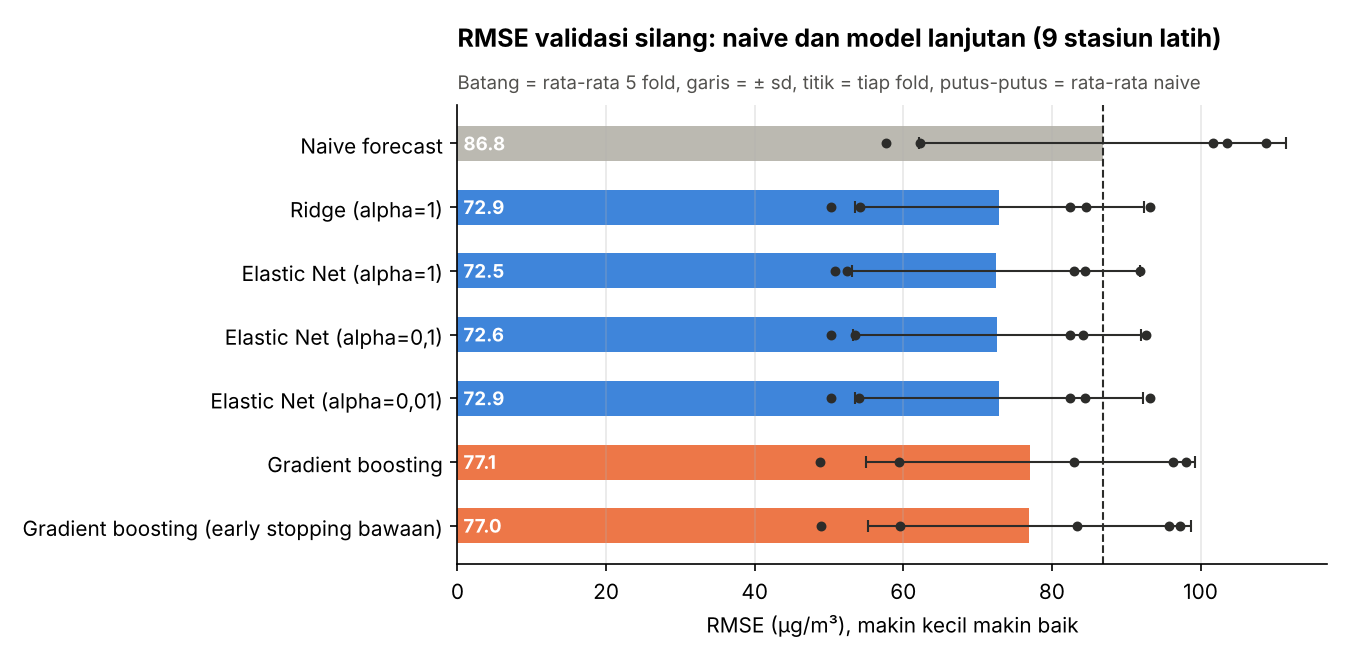 RMSE validasi silang: naive dan model lanjutan (9 stasiun latih)
Batang = rata-rata 5 fold, garis = ± sd, titik = tiap fold, putus-putus = rata-rata naive
Naive forecast 86.8
Ridge (alpha=1) 72.9
Elastic Net (alpha=1) 72.5
Elastic Net (alpha=0,1) 72.6
Elastic Net (alpha=0,01) 72.9
Gradient boosting 77.1
Gradient boosting (early stopping bawaan) 77.0
0 20 40 60 80 100
RMSE (µg/m³), makin kecil makin baik